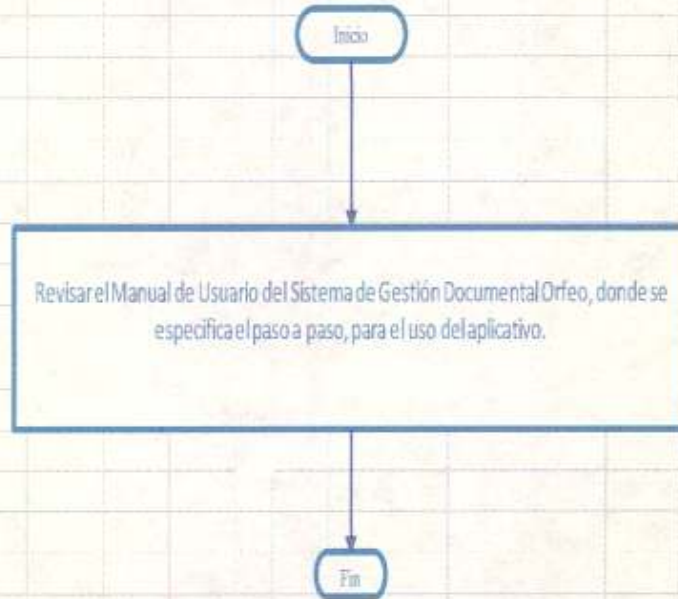 Inicio
Revisar el Manual de Usuario del Sistema de Gestión Documental Orfeo, donde se
especifica el paso a paso, para el uso del aplicativo.
Fin